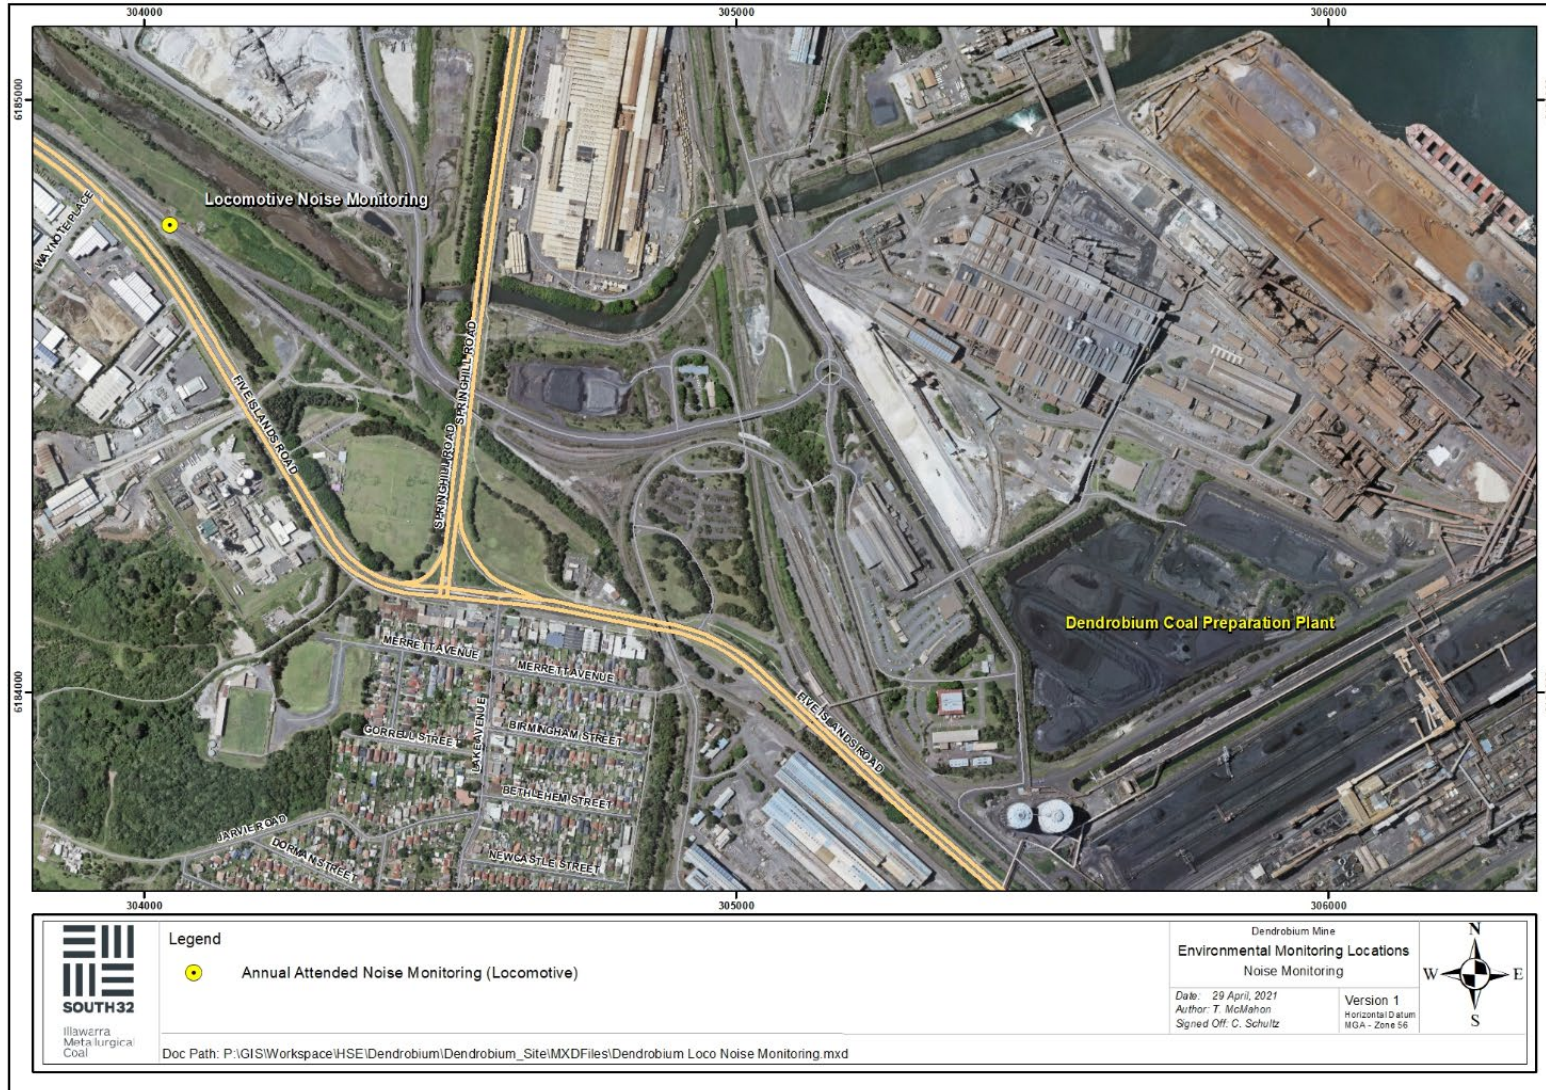 304000
305000
306000
6185000
Locomotive Noise Monitoring
WAYNOTE PLACE
SPRINGHILL ROAD
SPRINGHILL ROAD
FIVE ISLANDS ROAD
Dendrobium Coal Preparation Plant
6184000
MERRETT AVENUE
MERRETT AVENUE
FIVE ISLANDS ROAD
GORRELL STREET
LAKE AVENUE
BIRMINGHAM STREET
BETHLEHEM STREET
JARVIE ROAD
DORMAN STREET
NEWCASTLE STREET
304000
305000
306000
SOUTH32
Illawarra
Metallurgical
Coal
Legend
Annual Attended Noise Monitoring (Locomotive)
Doc Path: P:\GIS\Workspace\HSE\Dendrobium\Dendrobium_Site\MXDFiles\Dendrobium Loco Noise Monitoring.mxd
Dendrobium Mine
Environmental Monitoring Locations
Noise Monitoring
Date: 29 April, 2021
Author: T. McMahon
Signed Off: C. Schultz
Version 1
Horizontal Datum
MGA - Zone 56
N
W
E
S